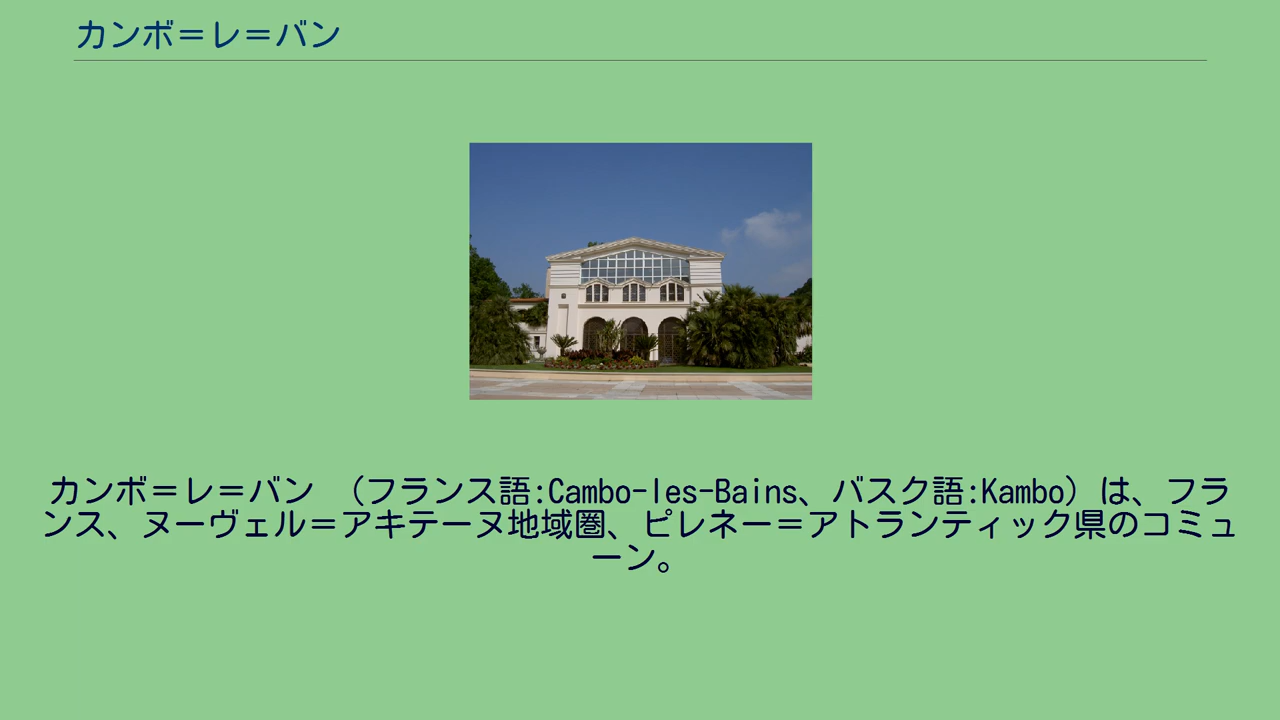 カンボ＝レ＝バン
カンボ＝レ＝バン　（フランス語:Cambo-les-Bains、バスク語:Kambo）は、フラ
ンス、ヌーヴェル＝アキテーヌ地域圏、ピレネー＝アトランティック県のコミュ
ーン。